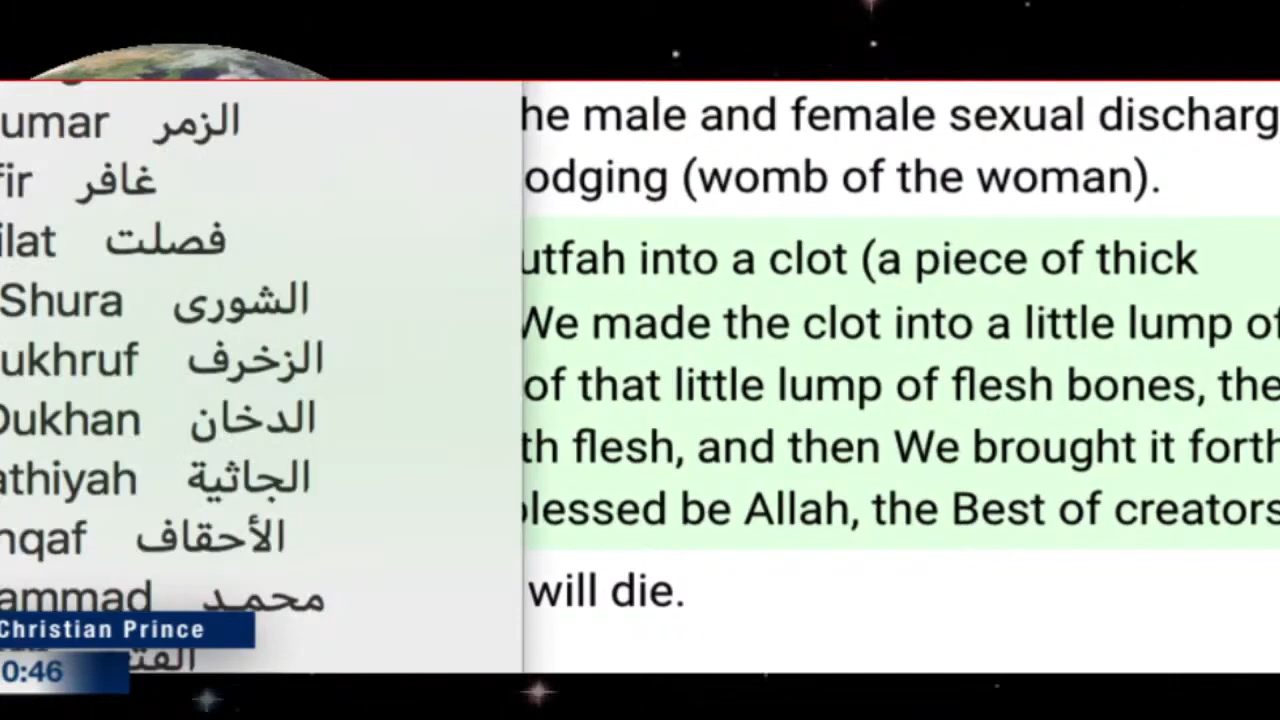 umar الزمر
fir غافر
ilat فصلت
Shura الشورى
ukhruf الزخرف
Dukhan الدخان
athiyah الجاثية
hqaf الأحقاف
ammad محمد
he male and female sexual discharg
odging (womb of the woman).
utfah into a clot (a piece of thick
We made the clot into a little lump of
of that little lump of flesh bones, the
th flesh, and then We brought it forth
blessed be Allah, the Best of creators
will die.
Christian Prince
0:46